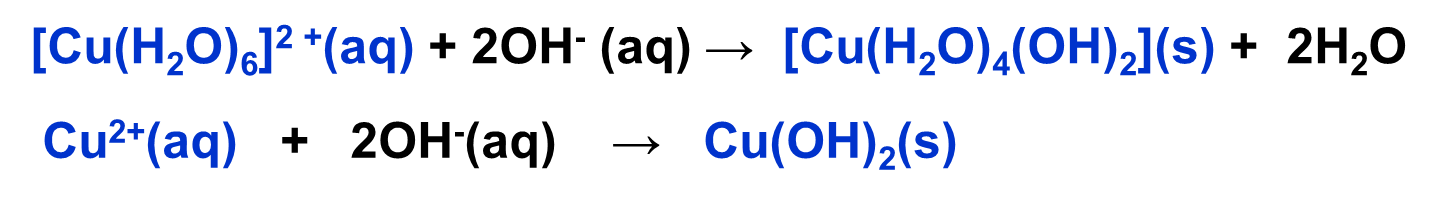 [Cu(H₂O)₆]²⁺(aq) + 2OH⁻ (aq) → [Cu(H₂O)₄(OH)₂](s) + 2H₂O
Cu²⁺(aq) + 2OH⁻(aq) → Cu(OH)₂(s)